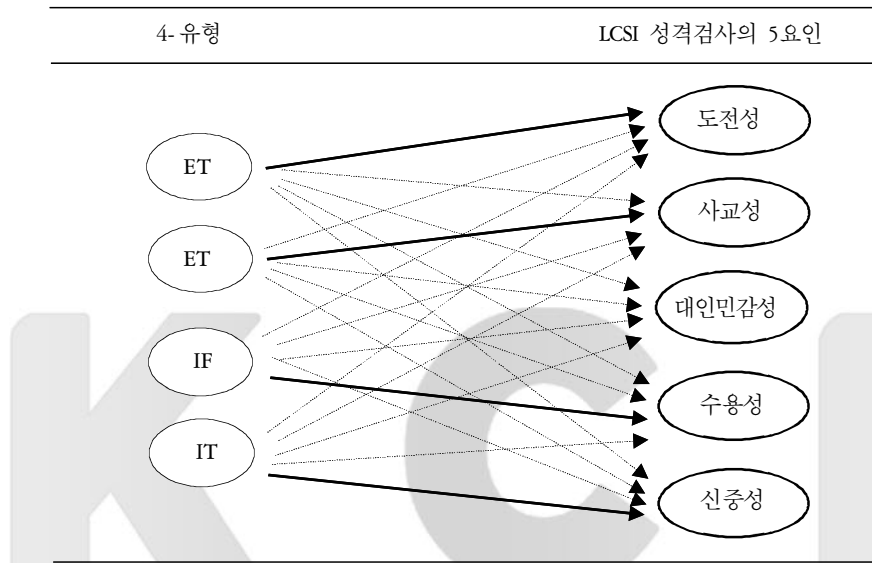 4-유형 LCSI 성격검사의 5요인
도전성
ET
사교성
ET
대인민감성
IF
수용성
IT
신중성
K C I